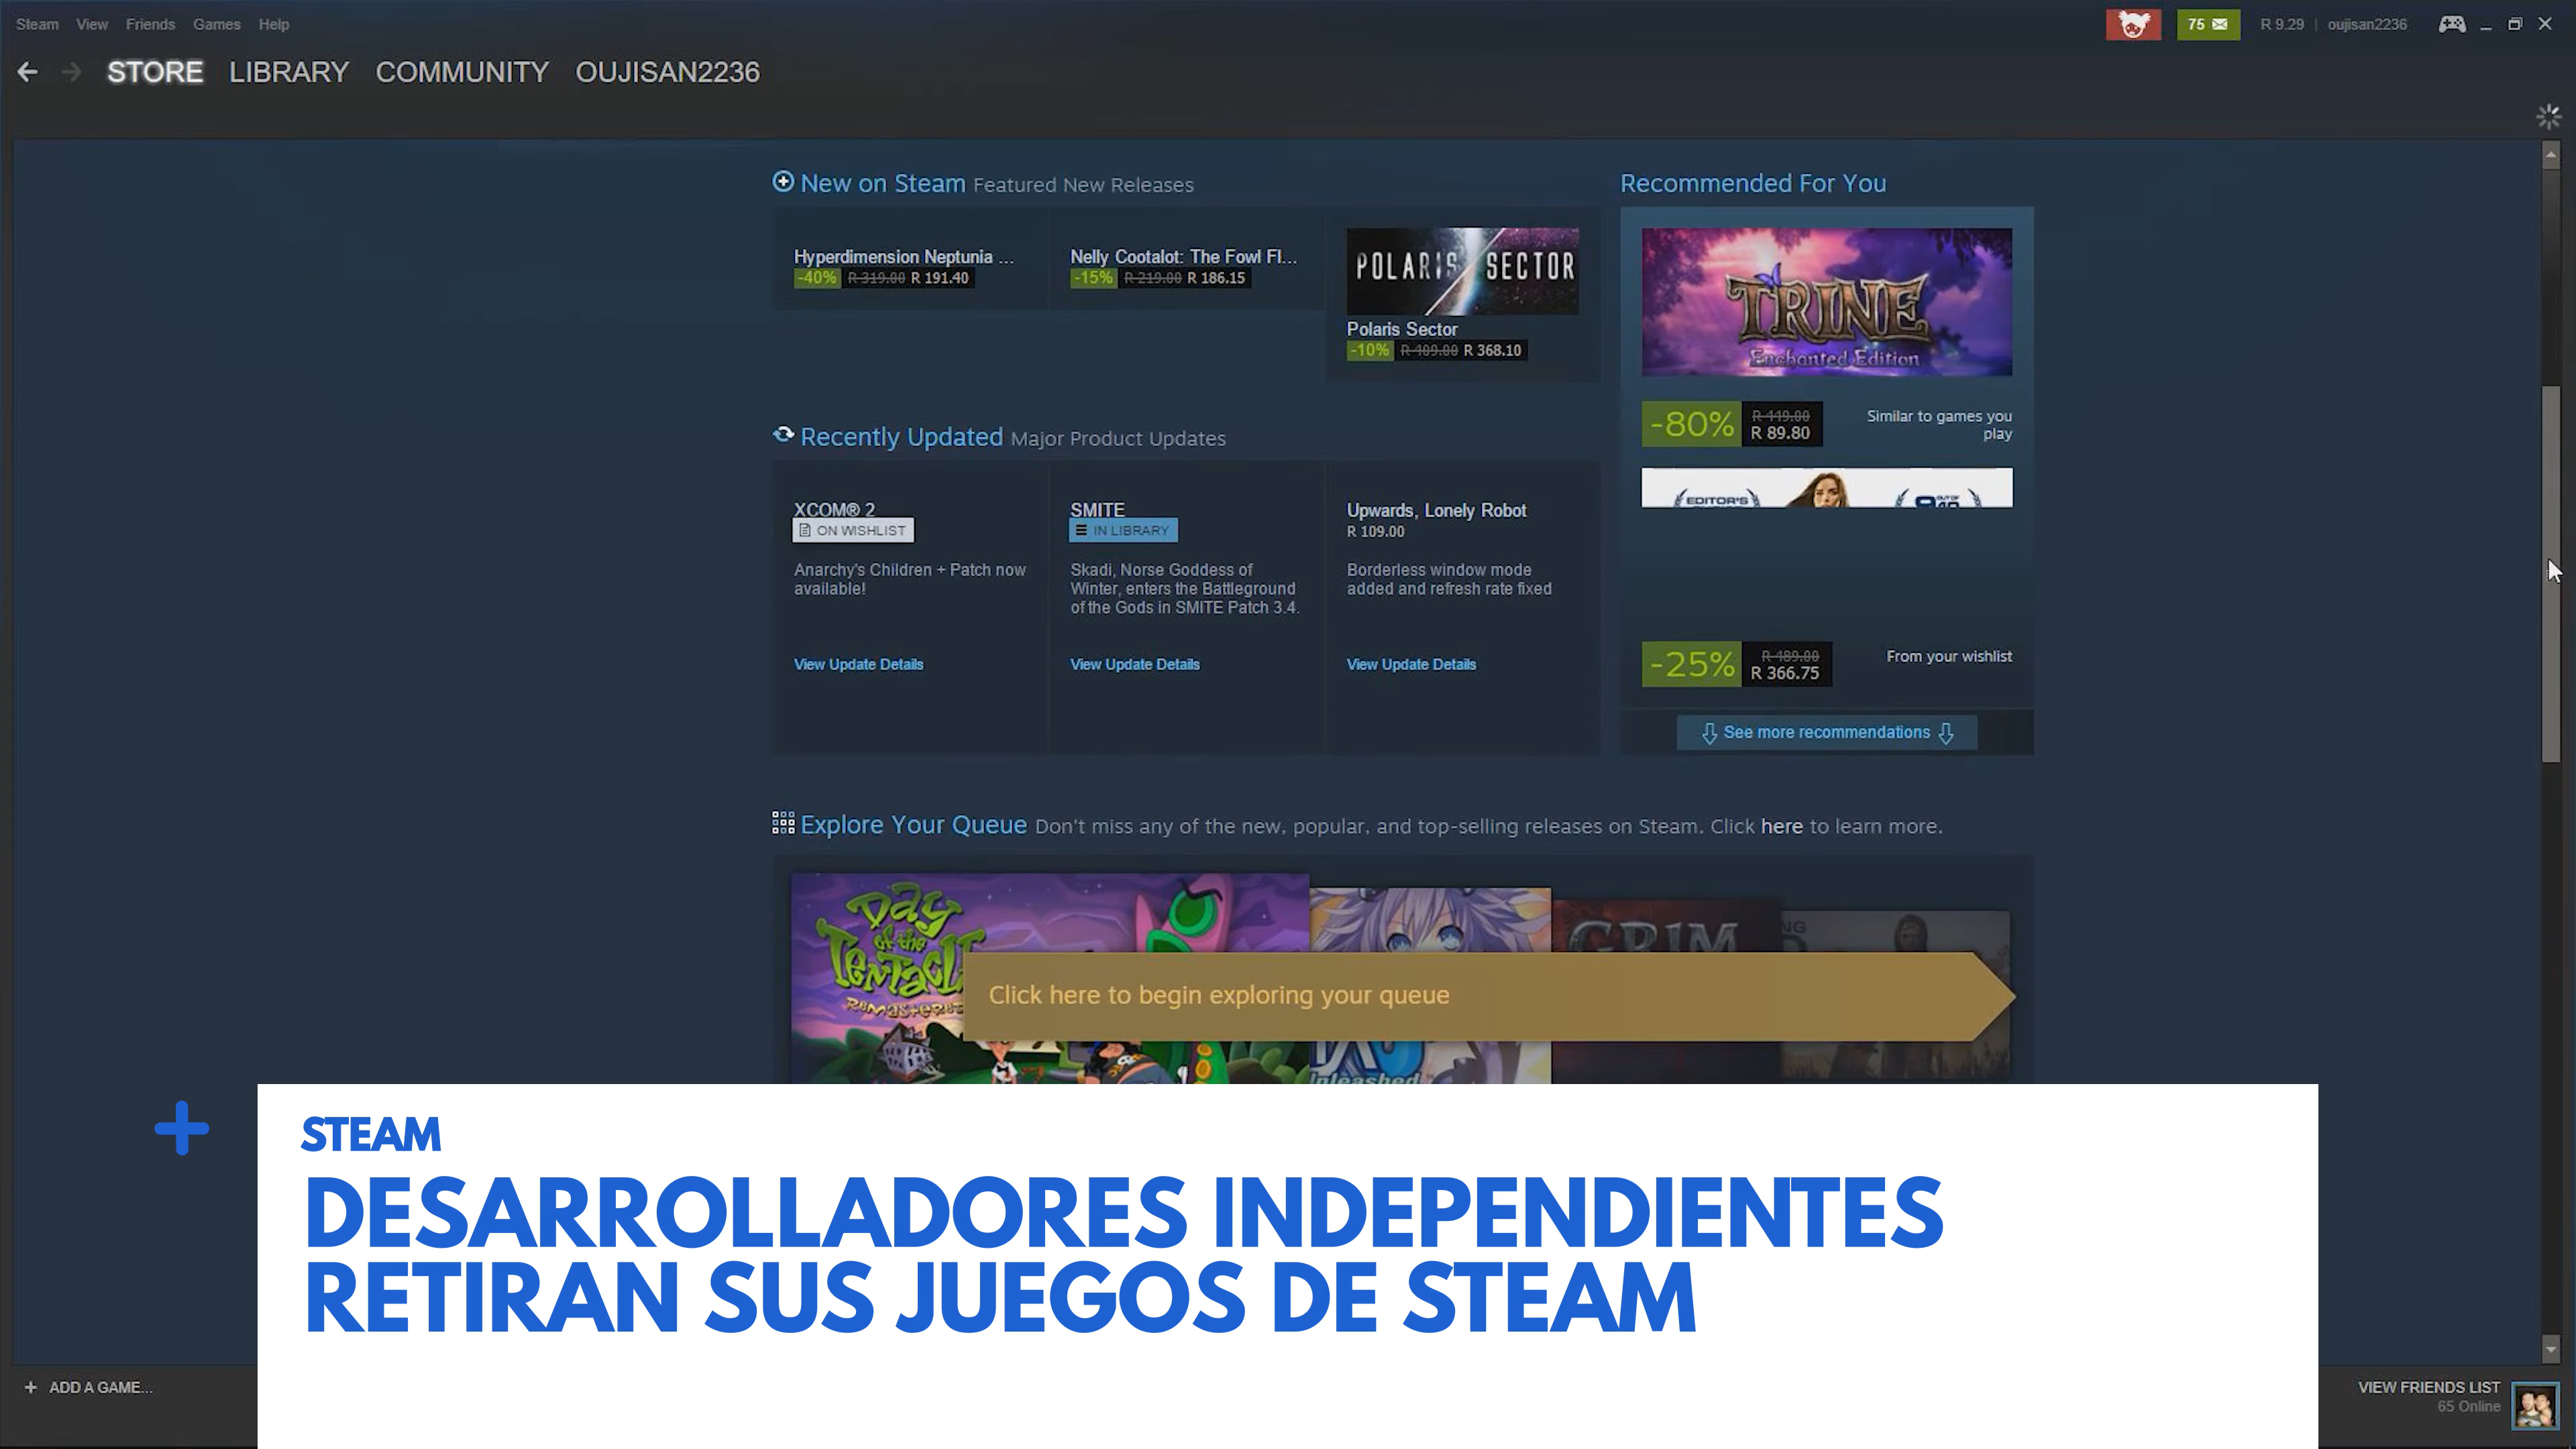 Steam View Friends Games Help
75 R 9.29 | oujisan2236
STORE LIBRARY COMMUNITY OUJISAN2236
New on Steam Featured New Releases
Hyperdimension Neptunia ...
-40% R 319.00 R 191.40
Nelly Cootalot: The Fowl Fl...
-15% R 219.00 R 186.15
POLARIS SECTOR
Polaris Sector
-10% R 409.00 R 368.10
Recommended For You
TRINE
Enchanted Edition
-80% R 449.00
R 89.80
Similar to games you
play
EDITOR'S
OUT OF
-25% R 489.00
R 366.75
From your wishlist
See more recommendations
Recently Updated Major Product Updates
XCOM® 2
ON WISHLIST
Anarchy's Children + Patch now
available!
View Update Details
SMITE
IN LIBRARY
Skadi, Norse Goddess of
Winter, enters the Battleground
of the Gods in SMITE Patch 3.4.
View Update Details
Upwards, Lonely Robot
R 109.00
Borderless window mode
added and refresh rate fixed
View Update Details
Explore Your Queue Don't miss any of the new, popular, and top-selling releases on Steam. Click here to learn more.
Day
of the
Tentacle
Remastered
GRIM
Click here to begin exploring your queue
Unleashed
STEAM
DESARROLLADORES INDEPENDIENTES
RETIRAN SUS JUEGOS DE STEAM
+ ADD A GAME...
VIEW FRIENDS LIST
65 Online